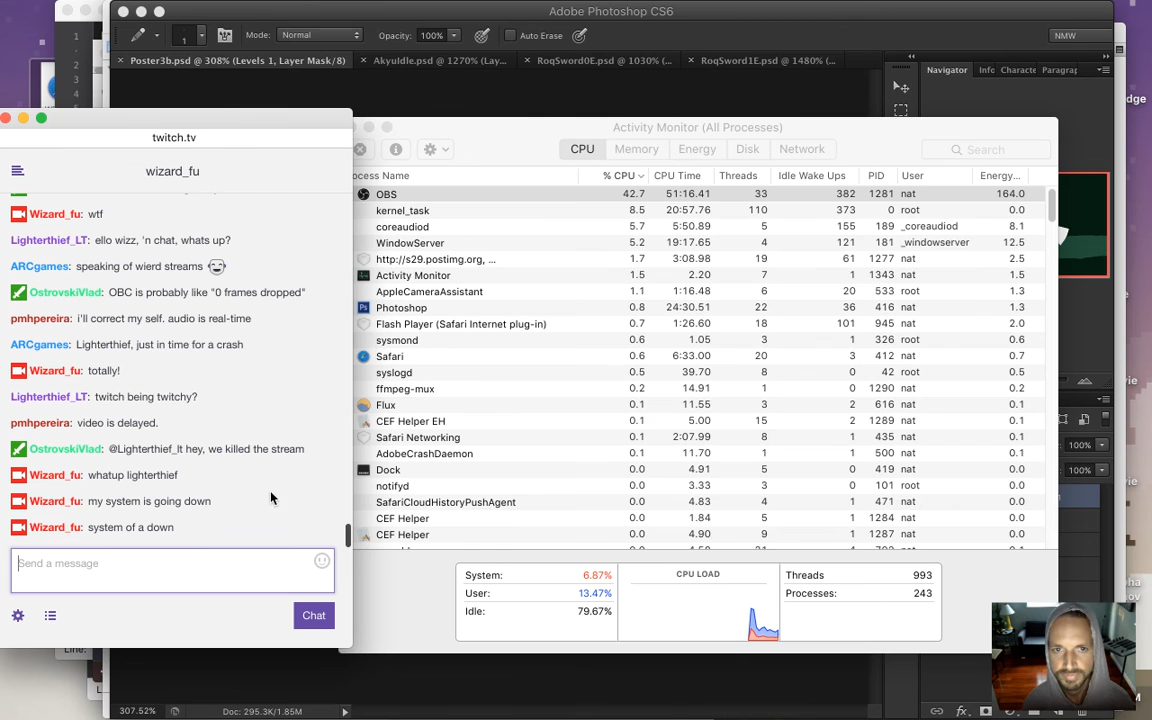 Adobe Photoshop CS6
1
Mode: Normal
Opacity: 100%
Auto Erase
NMW
Poster3b.psd @ 308% (Levels 1, Layer Mask/8)
AkyuIdle.psd @ 1270% (Lay...
RoqSword0E.psd @ 1030% (...
RoqSword1E.psd @ 1480% (...
Navigator
Info
Characte
Paragrap
1
2
3
4
5
dge
twitch.tv
wizard_fu
Wizard_fu: wtf
Lighterthief_LT: ello wizz, 'n chat, whats up?
ARCgames: speaking of wierd streams
OstrovskiVlad: OBC is probably like "0 frames dropped"
pmhpereira: i'll correct my self. audio is real-time
ARCgames: Lighterthief, just in time for a crash
Wizard_fu: totally!
Lighterthief_LT: twitch being twitchy?
pmhpereira: video is delayed.
OstrovskiVlad: @Lighterthief_lt hey, we killed the stream
Wizard_fu: whatup lighterthief
Wizard_fu: my system is going down
Wizard_fu: system of a down
Send a message
Chat
Line:
Activity Monitor (All Processes)
CPU
Memory
Energy
Disk
Network
Search
ocess Name % CPU CPU Time Threads Idle Wake Ups PID User Energy...
OBS 42.7 51:16.41 33 382 1281 nat 164.0
kernel_task 8.5 20:57.76 110 373 0 root 0.0
coreaudiod 5.7 5:50.89 5 155 189 _coreaudiod 8.1
WindowServer 5.2 19:17.65 4 121 181 _windowserver 12.5
http://s29.postimg.org, ... 1.7 3:08.98 19 61 1277 nat 2.5
Activity Monitor 1.5 2.20 7 1 1343 nat 1.5
AppleCameraAssistant 1.1 1:16.48 6 20 533 root 1.3
Photoshop 0.8 24:30.51 22 36 416 nat 1.3
Flash Player (Safari Internet plug-in) 0.7 1:26.60 18 101 945 nat 2.0
sysmond 0.6 1.05 3 0 339 root 0.6
Safari 0.6 6:33.00 20 3 412 nat 0.7
syslogd 0.5 39.70 8 0 42 root 0.5
ffmpeg-mux 0.2 14.91 1 0 1290 nat 0.2
Flux 0.1 11.55 3 2 616 nat 0.1
CEF Helper EH 0.1 5.00 15 2 1289 nat 0.1
Safari Networking 0.1 2:07.99 8 1 435 nat 0.1
AdobeCrashDaemon 0.1 11.70 1 4 500 nat 0.1
Dock 0.0 4.91 5 0 419 nat 0.0
notifyd 0.0 3.33 3 0 101 root 0.0
SafariCloudHistoryPushAgent 0.0 4.83 4 1 471 nat 0.0
CEF Helper 0.0 1.84 5 1 1284 nat 0.0
CEF Helper 0.0 4.90 9 1 1287 nat 0.0
System: 6.87%
User: 13.47%
Idle: 79.67%
CPU LOAD
Threads 993
Processes: 243
100%
100%
vie
vie
307.52%
Doc: 295.3K/1.85M